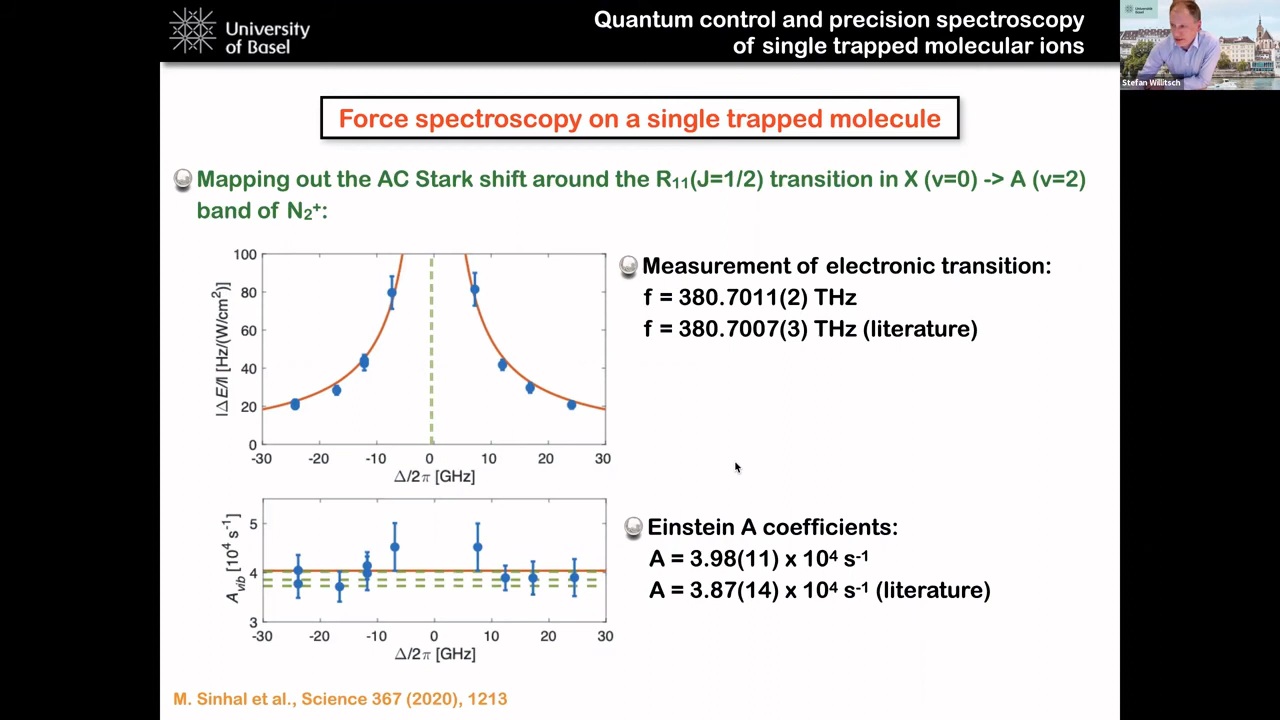 University
of Basel
Quantum control and precision spectroscopy
of single trapped molecular ions
Stefan Willitsch
Force spectroscopy on a single trapped molecule
Mapping out the AC Stark shift around the R₁₁(J=1/2) transition in X (v=0) -> A (v=2)
band of N₂⁺:
100
80
60
40
20
0
|ΔE/I| [Hz/(W/cm²)]
-30 -20 -10 0 10 20 30
Δ/2π [GHz]
Measurement of electronic transition:
f = 380.7011(2) THz
f = 380.7007(3) THz (literature)
5
4
3
A_vib [10⁴ s⁻¹]
-30 -20 -10 0 10 20 30
Δ/2π [GHz]
Einstein A coefficients:
A = 3.98(11) x 10⁴ s⁻¹
A = 3.87(14) x 10⁴ s⁻¹ (literature)
M. Sinhal et al., Science 367 (2020), 1213